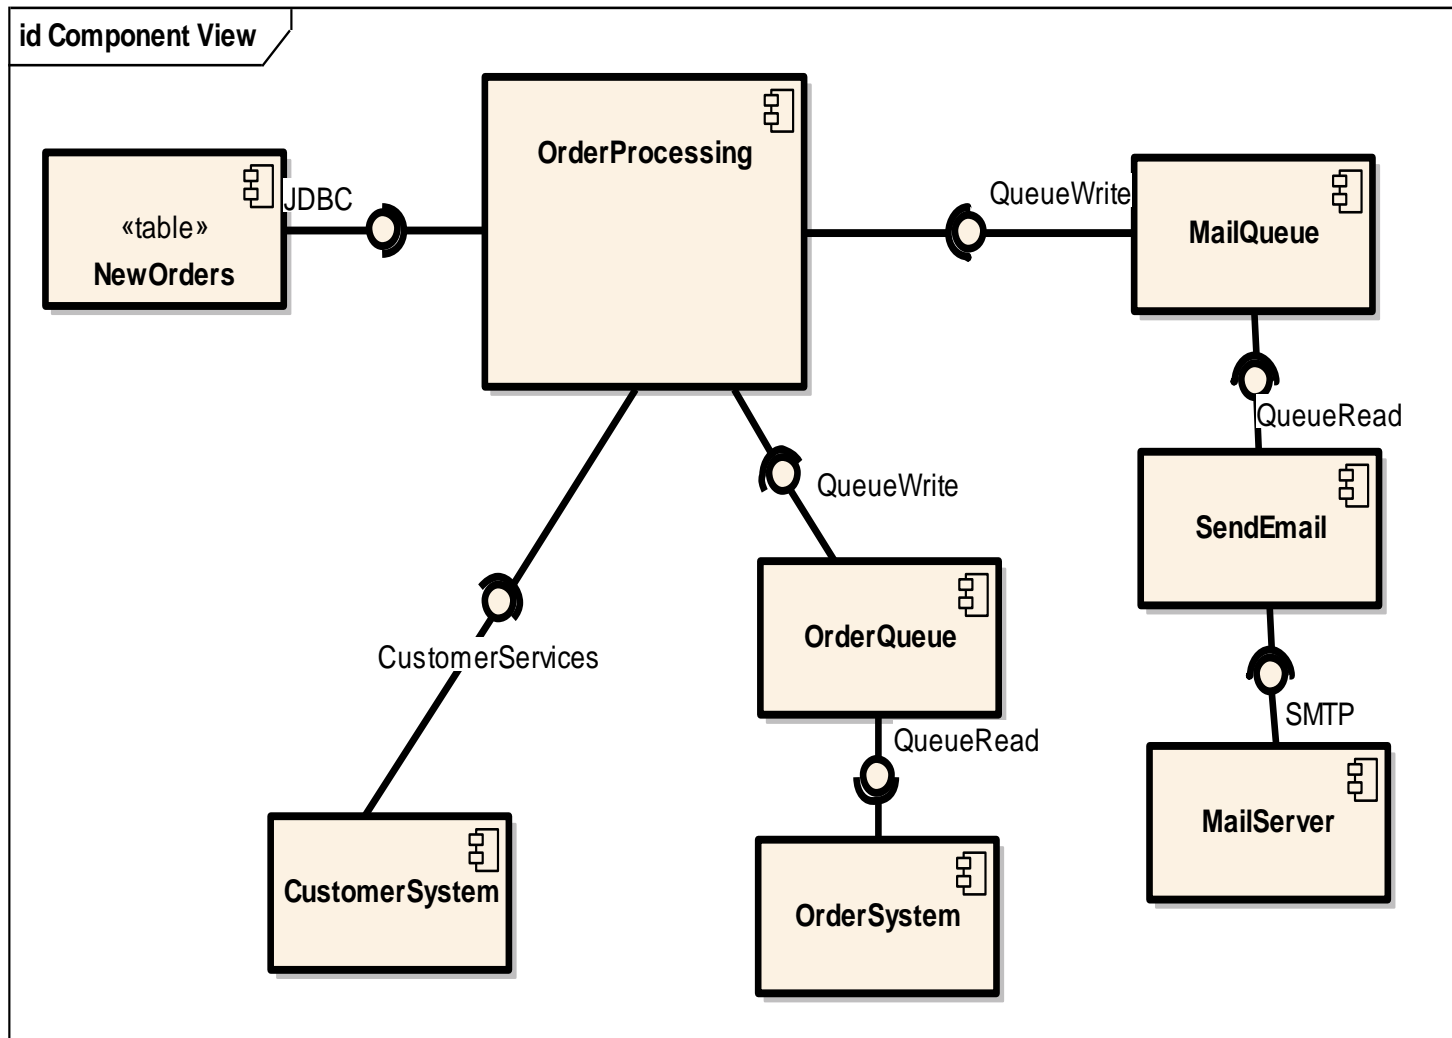 id Component View
OrderProcessing
JDBC
«table»
NewOrders
QueueWrite
MailQueue
QueueRead
QueueWrite
SendEmail
OrderQueue
CustomerServices
SMTP
QueueRead
MailServer
CustomerSystem
OrderSystem